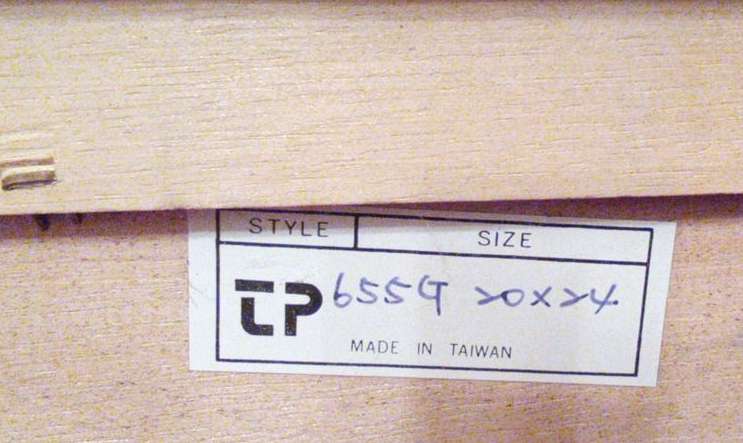 STYLE SIZE
TP 655G 20X24
MADE IN TAIWAN